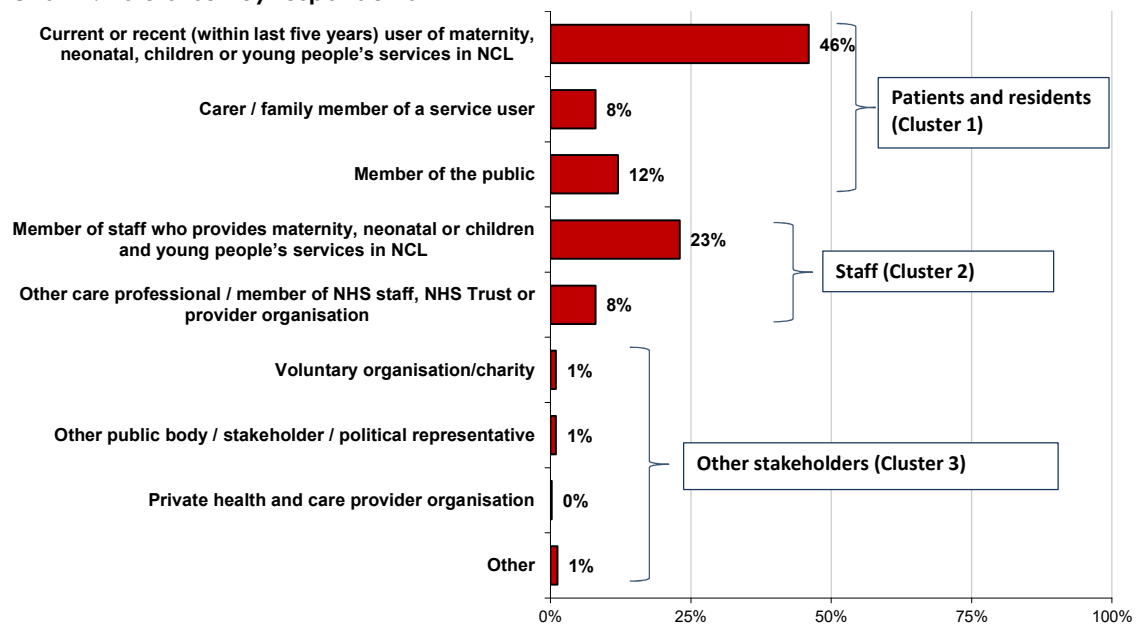 Current or recent (within last five years) user of maternity,
neonatal, children or young people's services in NCL
46%
Carer / family member of a service user
8%
Member of the public
12%
Patients and residents
(Cluster 1)
Member of staff who provides maternity, neonatal or children
and young people's services in NCL
23%
Other care professional / member of NHS staff, NHS Trust or
provider organisation
8%
Staff (Cluster 2)
Voluntary organisation/charity
1%
Other public body / stakeholder / political representative
1%
Private health and care provider organisation
0%
Other
1%
Other stakeholders (Cluster 3)
0%
25%
50%
75%
100%